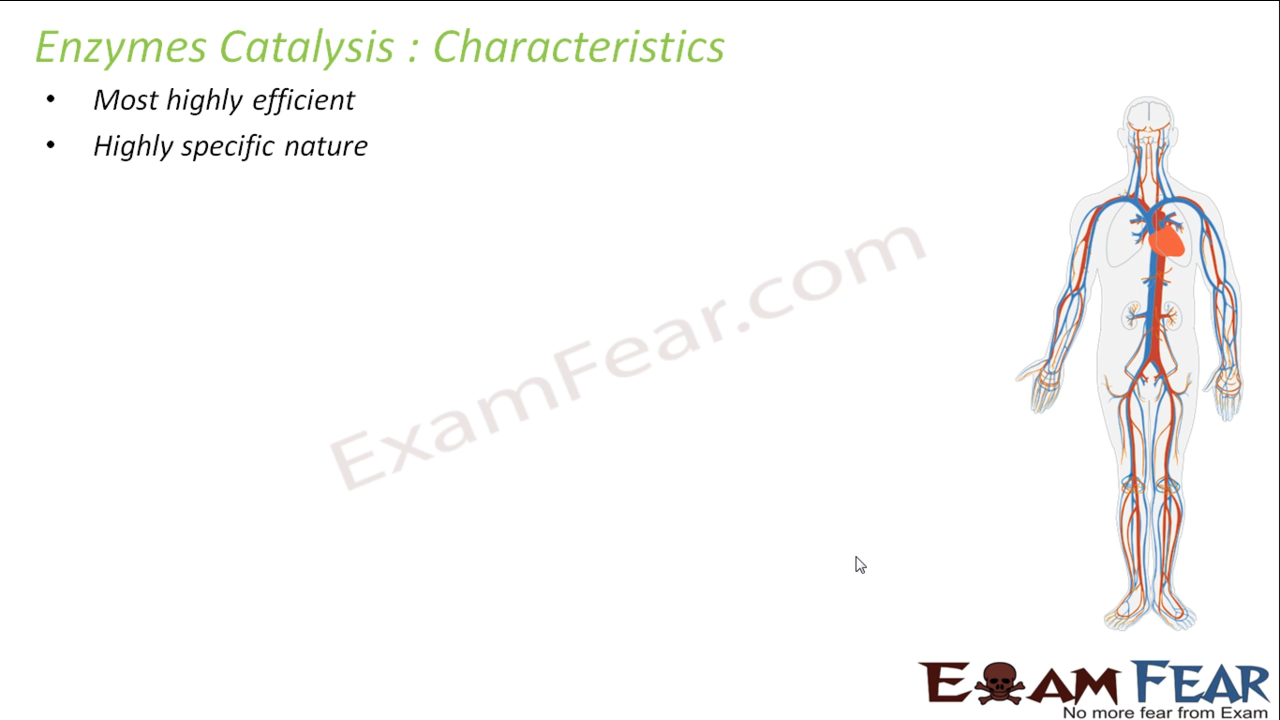 Enzymes Catalysis : Characteristics
• Most highly efficient
• Highly specific nature
ExamFear.com
EXAM FEAR
No more fear from Exam